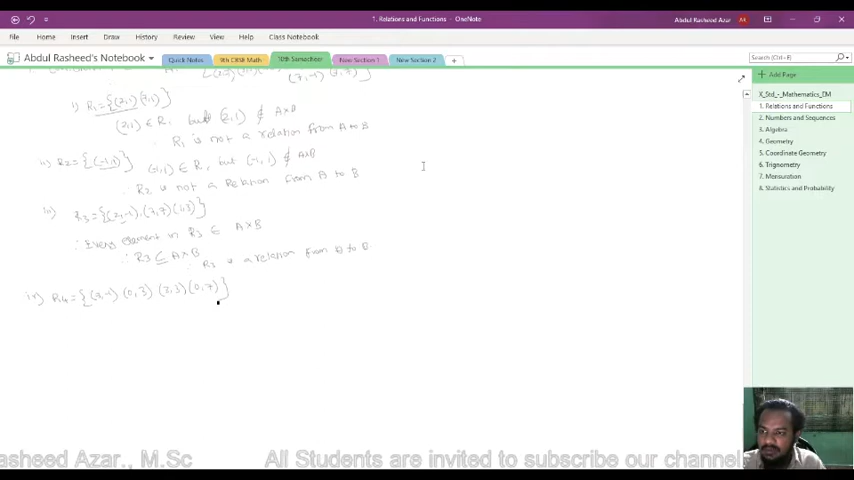 1. Relations and Functions - OneNote
Abdul Rasheed Azar
File Home Insert Draw History Review View Help Class Notebook
Abdul Rasheed's Notebook
Quick Notes 9th CBSE Math 10th Samacheer New Section 1 New Section 2 +
Search (Ctrl+E)
Add Page
X_Std_-_Mathematics_EM
1. Relations and Functions
2. Numbers and Sequences
3. Algebra
4. Geometry
5. Coordinate Geometry
6. Trigonometry
7. Mensuration
8. Statistics and Probability
(7,-1) (7,7)}
i) R1={(2,1)(7,1)}
(2,1) ∈ R1 but (2,1) ∉ A×B
∴ R1 is not a relation from A to B
ii) R2={(-1,1)}
(-1,1) ∈ R, but (-1,1) ∉ A×B
∴ R2 is not a Relation from A to B
R3={(2,-1),(7,7)(1,3)}
∴ Every element in R3 ∈ A×B
∴ R3 ⊆ A×B
∴ R3 is a relation from
iv) R4={(7,-1)(0,3)(3,3)(0,7)}
asheed Azar., M.Sc All Students are invited to subscribe our channel